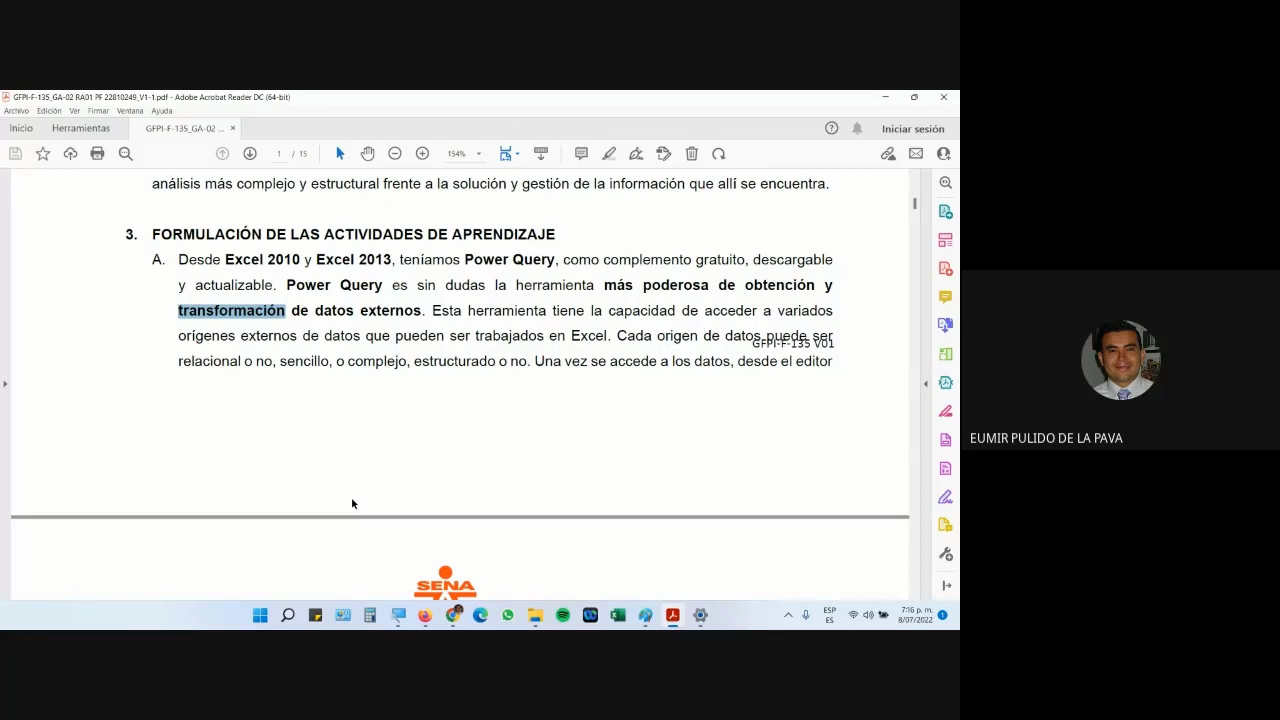 GFPI-F-135_GA-02 RA01 PF 22810249_V1-1.pdf - Adobe Acrobat Reader DC (64-bit)
Archivo Edición Ver Firmar Ventana Ayuda
Inicio Herramientas GFPI-F-135_GA-02 ... × Iniciar sesión
1 / 15 154%
análisis más complejo y estructural frente a la solución y gestión de la información que allí se encuentra.
3. FORMULACIÓN DE LAS ACTIVIDADES DE APRENDIZAJE
A. Desde Excel 2010 y Excel 2013, teníamos Power Query, como complemento gratuito, descargable
y actualizable. Power Query es sin dudas la herramienta más poderosa de obtención y
transformación de datos externos. Esta herramienta tiene la capacidad de acceder a variados
orígenes externos de datos que pueden ser trabajados en Excel. Cada origen de datos puede ser
GFPI-F-135 V01
relacional o no, sencillo, o complejo, estructurado o no. Una vez se accede a los datos, desde el editor
SENA
ESP
ES
7:16 p. m.
8/07/2022
1
EUMIR PULIDO DE LA PAVA